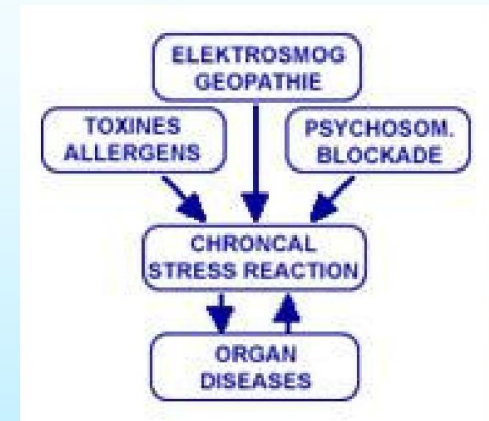 ELEKTROSMOG
GEOPATHIE
TOXINES
ALLERGENS
PSYCHOSOM.
BLOCKADE
CHRONCAL
STRESS REACTION
ORGAN
DISEASES